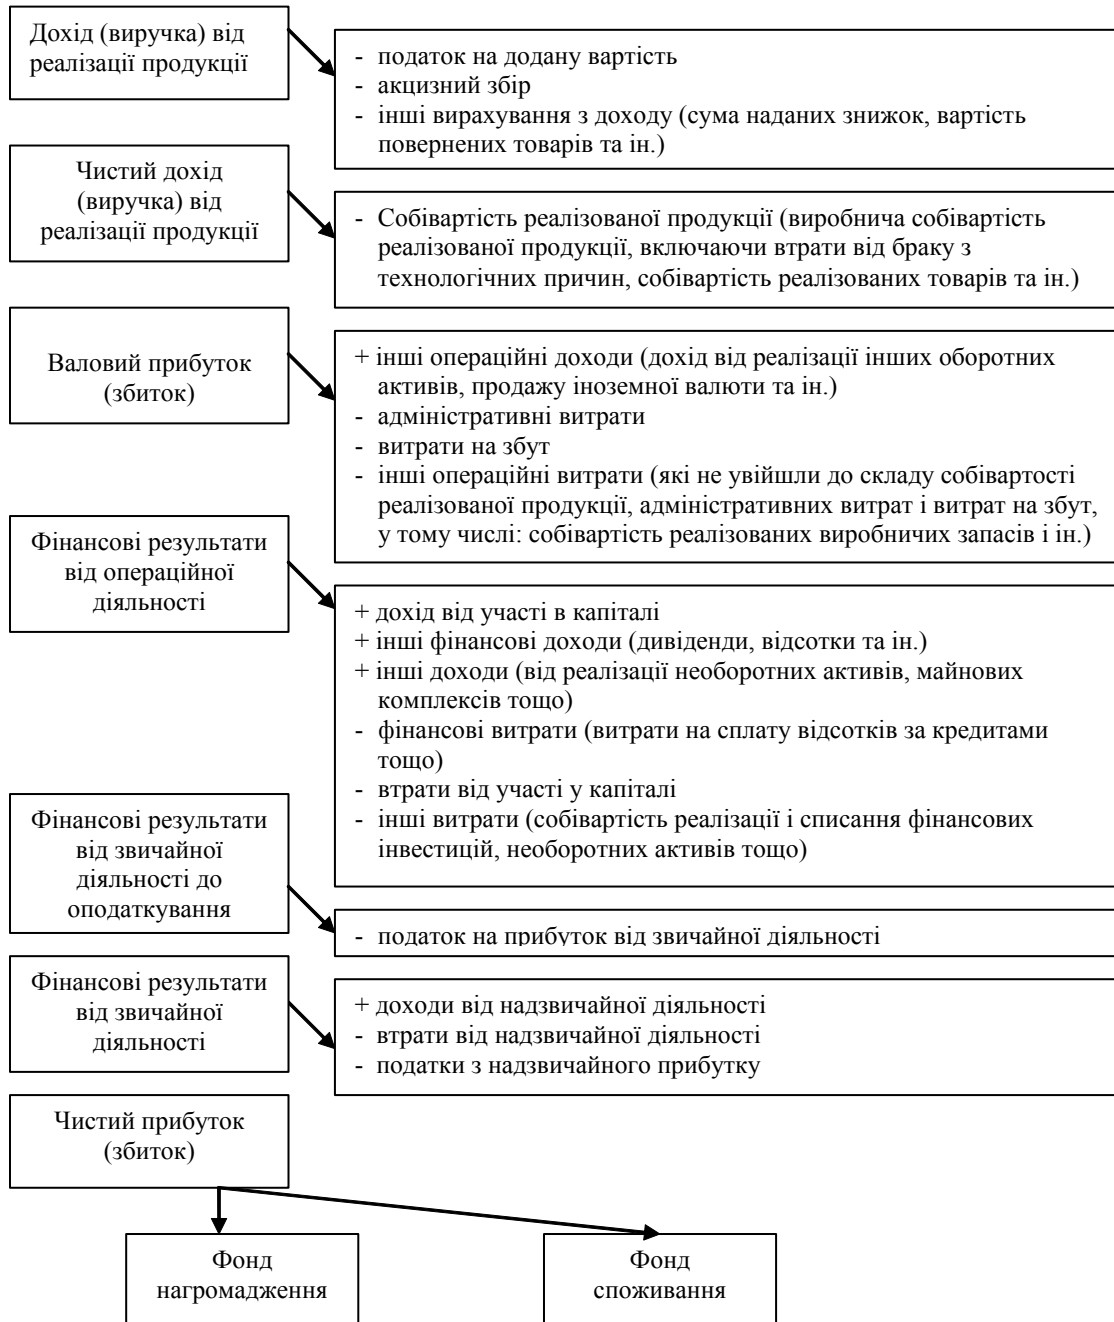 Дохід (виручка) від
реалізації продукції
- податок на додану вартість
- акцизний збір
- інші вирахування з доходу (сума наданих знижок, вартість
повернених товарів та ін.)
Чистий дохід
(виручка) від
реалізації продукції
- Собівартість реалізованої продукції (виробнича собівартість
реалізованої продукції, включаючи втрати від браку з
технологічних причин, собівартість реалізованих товарів та ін.)
Валовий прибуток
(збиток)
+ інші операційні доходи (дохід від реалізації інших оборотних
активів, продажу іноземної валюти та ін.)
- адміністративні витрати
- витрати на збут
- інші операційні витрати (які не увійшли до складу собівартості
реалізованої продукції, адміністративних витрат і витрат на збут,
у тому числі: собівартість реалізованих виробничих запасів і ін.)
Фінансові результати
від операційної
діяльності
+ дохід від участі в капіталі
+ інші фінансові доходи (дивіденди, відсотки та ін.)
+ інші доходи (від реалізації необоротних активів, майнових
комплексів тощо)
- фінансові витрати (витрати на сплату відсотків за кредитами
тощо)
- втрати від участі у капіталі
- інші витрати (собівартість реалізації і списання фінансових
інвестицій, необоротних активів тощо)
Фінансові результати
від звичайної
діяльності до
оподаткування
- податок на прибуток від звичайної діяльності
Фінансові результати
від звичайної
діяльності
+ доходи від надзвичайної діяльності
- втрати від надзвичайної діяльності
- податки з надзвичайного прибутку
Чистий прибуток
(збиток)
Фонд
нагромадження
Фонд
споживання